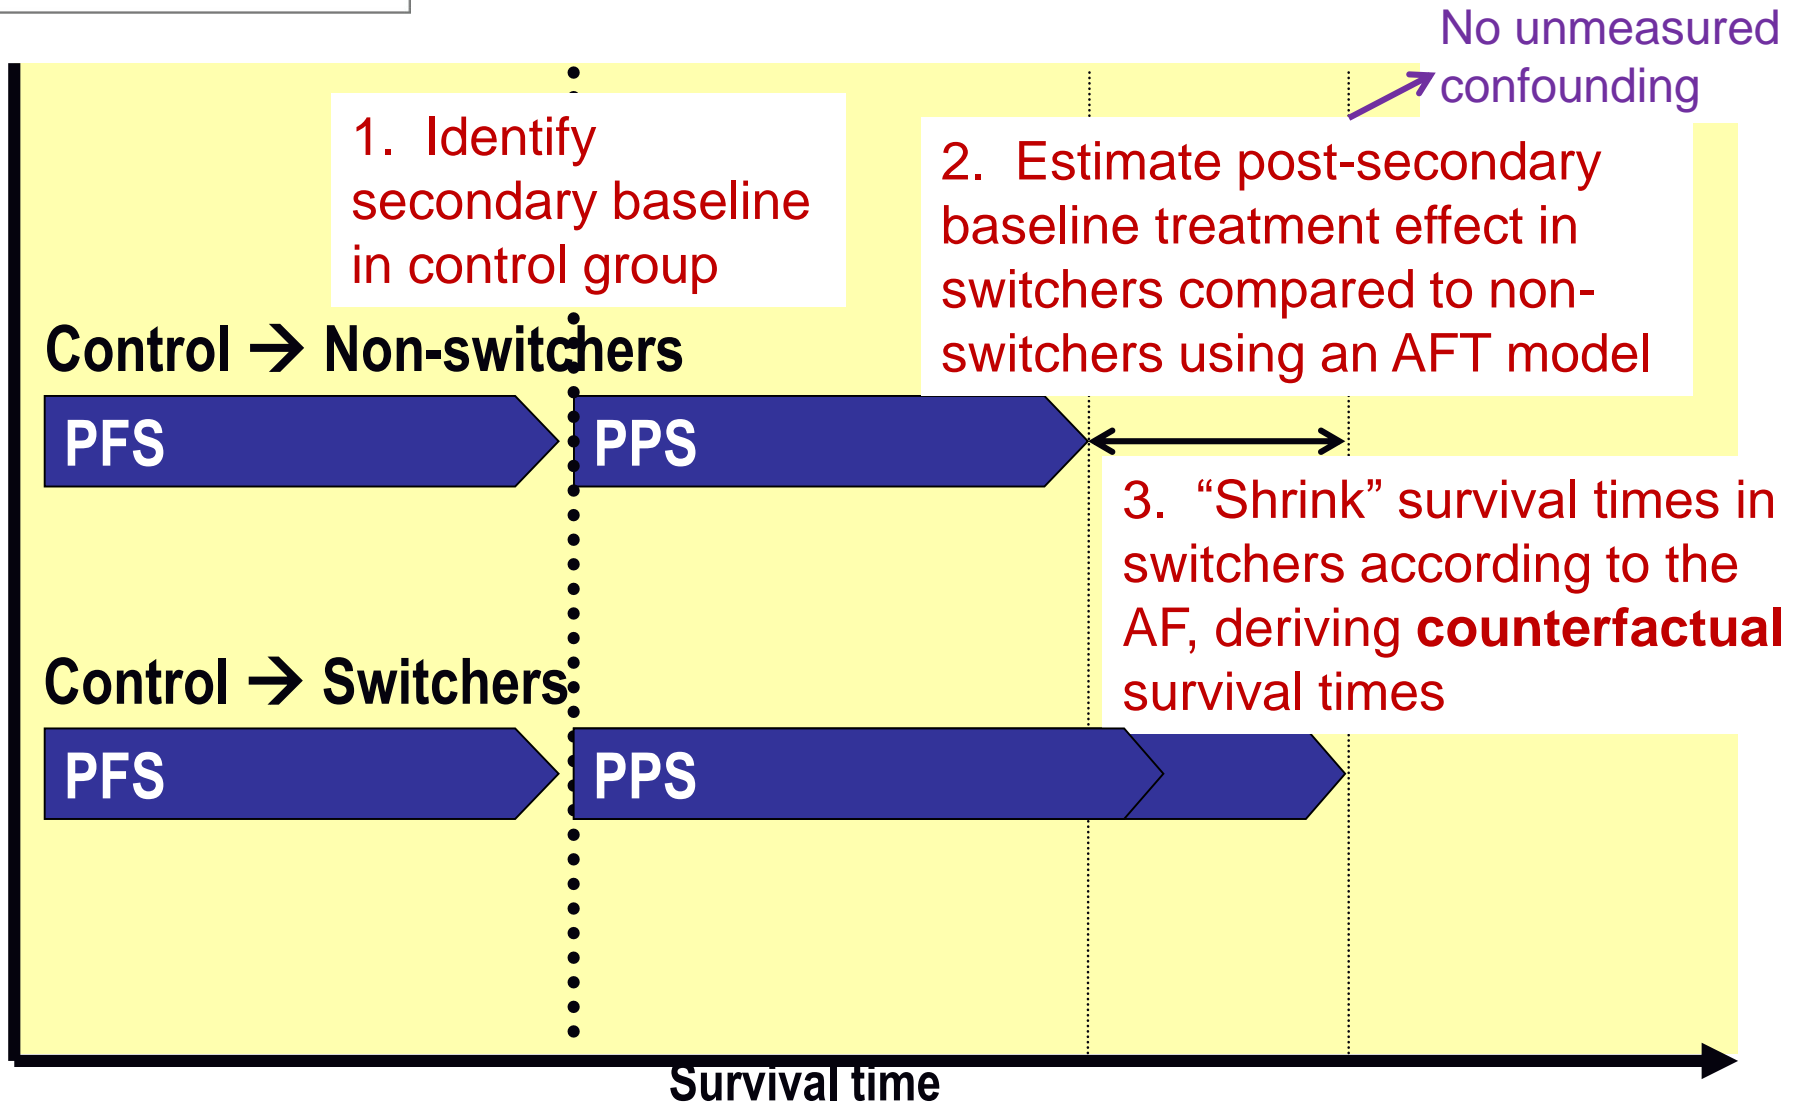 No unmeasured
confounding
1. Identify
secondary baseline
in control group
2. Estimate post-secondary
baseline treatment effect in
switchers compared to non-
switchers using an AFT model
Control → Non-switchers
PFS
PPS
3. “Shrink” survival times in
switchers according to the
AF, deriving counterfactual
survival times
Control → Switchers
PFS
PPS
Survival time